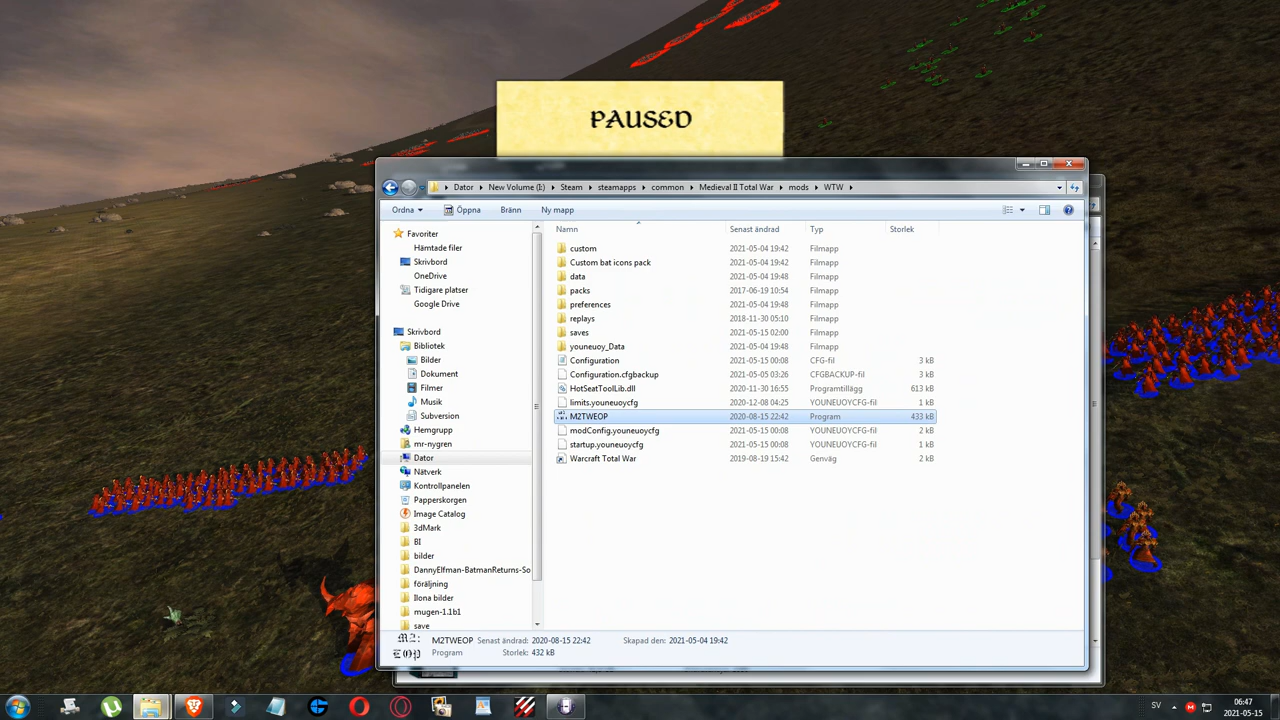 PAUSED
Dator
New Volume (I:)
Steam
steamapps
common
Medieval II Total War
mods
WTW
Ordna
Öppna
Bränn
Ny mapp
Namn
Senast ändrad
Typ
Storlek
Favoriter
Hämtade filer
Skrivbord
OneDrive
Tidigare platser
Google Drive
Skrivbord
Bibliotek
Bilder
Dokument
Filmer
Musik
Subversion
Hemgrupp
mr-nygren
Dator
Nätverk
Kontrollpanelen
Papperskorgen
Image Catalog
3dMark
BI
bilder
DannyElfman-BatmanReturns-So
föräljning
Ilona bilder
mugen-1.1b1
save
custom 2021-05-04 19:42 Filmapp
Custom bat icons pack 2021-05-04 19:42 Filmapp
data 2021-05-04 19:48 Filmapp
packs 2017-06-19 10:54 Filmapp
preferences 2021-05-04 19:48 Filmapp
replays 2018-11-30 05:10 Filmapp
saves 2021-05-15 02:00 Filmapp
youneuoy_Data 2021-05-04 19:48 Filmapp
Configuration 2021-05-15 00:08 CFG-fil 3 kB
Configuration.cfgbackup 2021-05-05 03:26 CFGBACKUP-fil 3 kB
HotSeatToolLib.dll 2020-11-30 16:55 Programtillägg 613 kB
limits.youneuoycfg 2020-12-08 04:25 YOUNEUOYCFG-fil 1 kB
M2TWEOP 2020-08-15 22:42 Program 433 kB
modConfig.youneuoycfg 2021-05-15 00:08 YOUNEUOYCFG-fil 2 kB
startup.youneuoycfg 2021-05-15 00:08 YOUNEUOYCFG-fil 1 kB
Warcraft Total War 2019-08-19 15:42 Genväg 2 kB
M2TWEOP Senast ändrad: 2020-08-15 22:42 Skapad den: 2021-05-04 19:42
Program Storlek: 432 kB
SV
06:47
2021-05-15